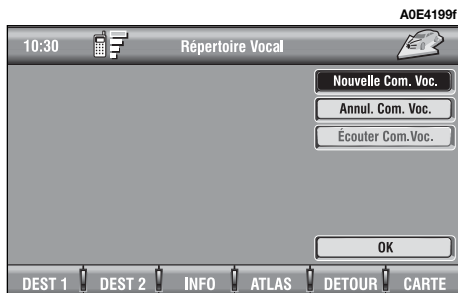 A0E4199f
10:30 Répertoire Vocal
Nouvelle Com. Voc.
Annul. Com. Voc.
Écouter Com.Voc.
OK
DEST 1 DEST 2 INFO ATLAS DETOUR CARTE